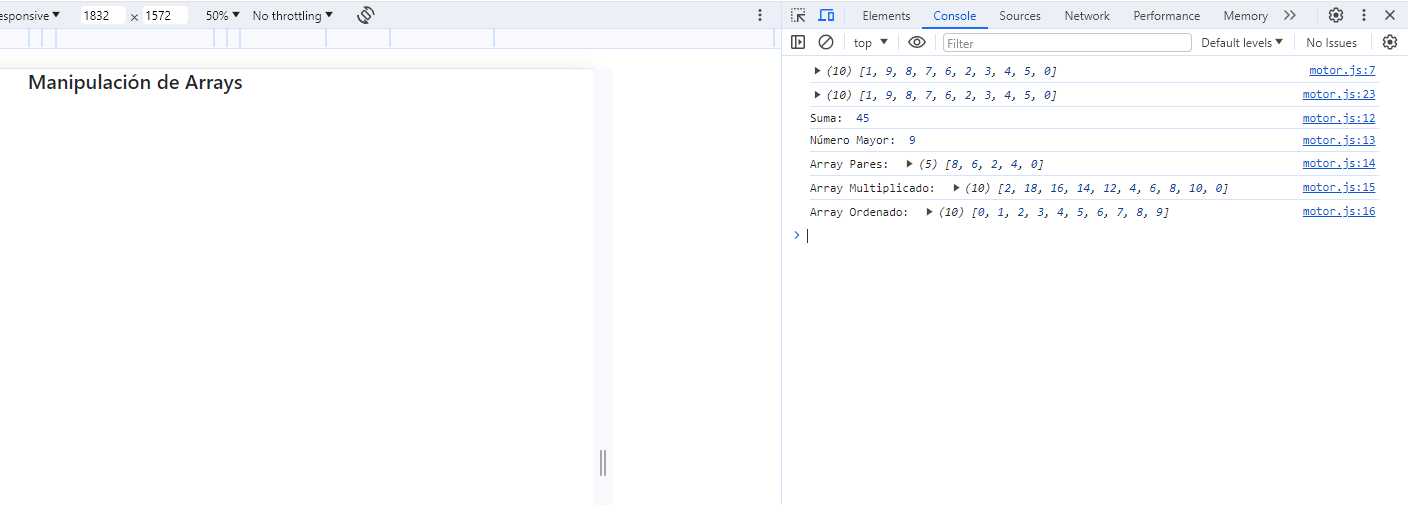 esponsive ▼ 1832 × 1572 50% ▼ No throttling ▼
Manipulación de Arrays
Elements Console Sources Network Performance Memory
top ▼ Filter Default levels ▼ No Issues
▶ (10) [1, 9, 8, 7, 6, 2, 3, 4, 5, 0] motor.js:7
▶ (10) [1, 9, 8, 7, 6, 2, 3, 4, 5, 0] motor.js:23
Suma: 45 motor.js:12
Número Mayor: 9 motor.js:13
Array Pares: ▶ (5) [8, 6, 2, 4, 0] motor.js:14
Array Multiplicado: ▶ (10) [2, 18, 16, 14, 12, 4, 6, 8, 10, 0] motor.js:15
Array Ordenado: ▶ (10) [0, 1, 2, 3, 4, 5, 6, 7, 8, 9] motor.js:16